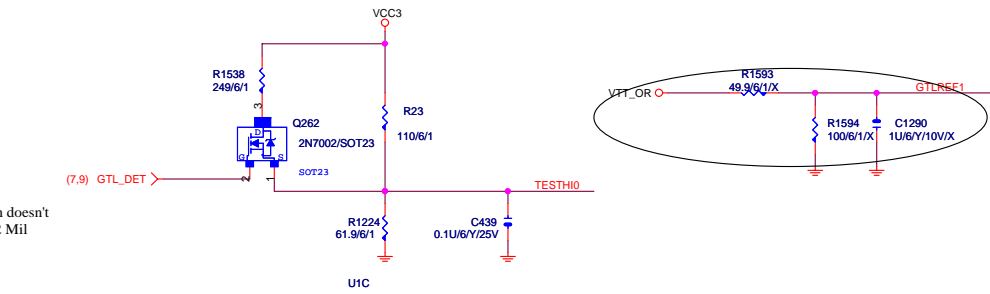 VCC3
R1538
249/6/1
3
Q262
D
G
S
2N7002/SOT23
SOT23
2
1
(7,9) GTL_DET
R23
110/6/1
TESTHI0
R1224
61.9/6/1
C439
0.1U/6/Y/25V
U1C
n doesn't
Mil
VTT_OR
R1593
49.9/6/1/X
GTLREF1
R1594
100/6/1/X
C1290
1U/6/Y/10V/X